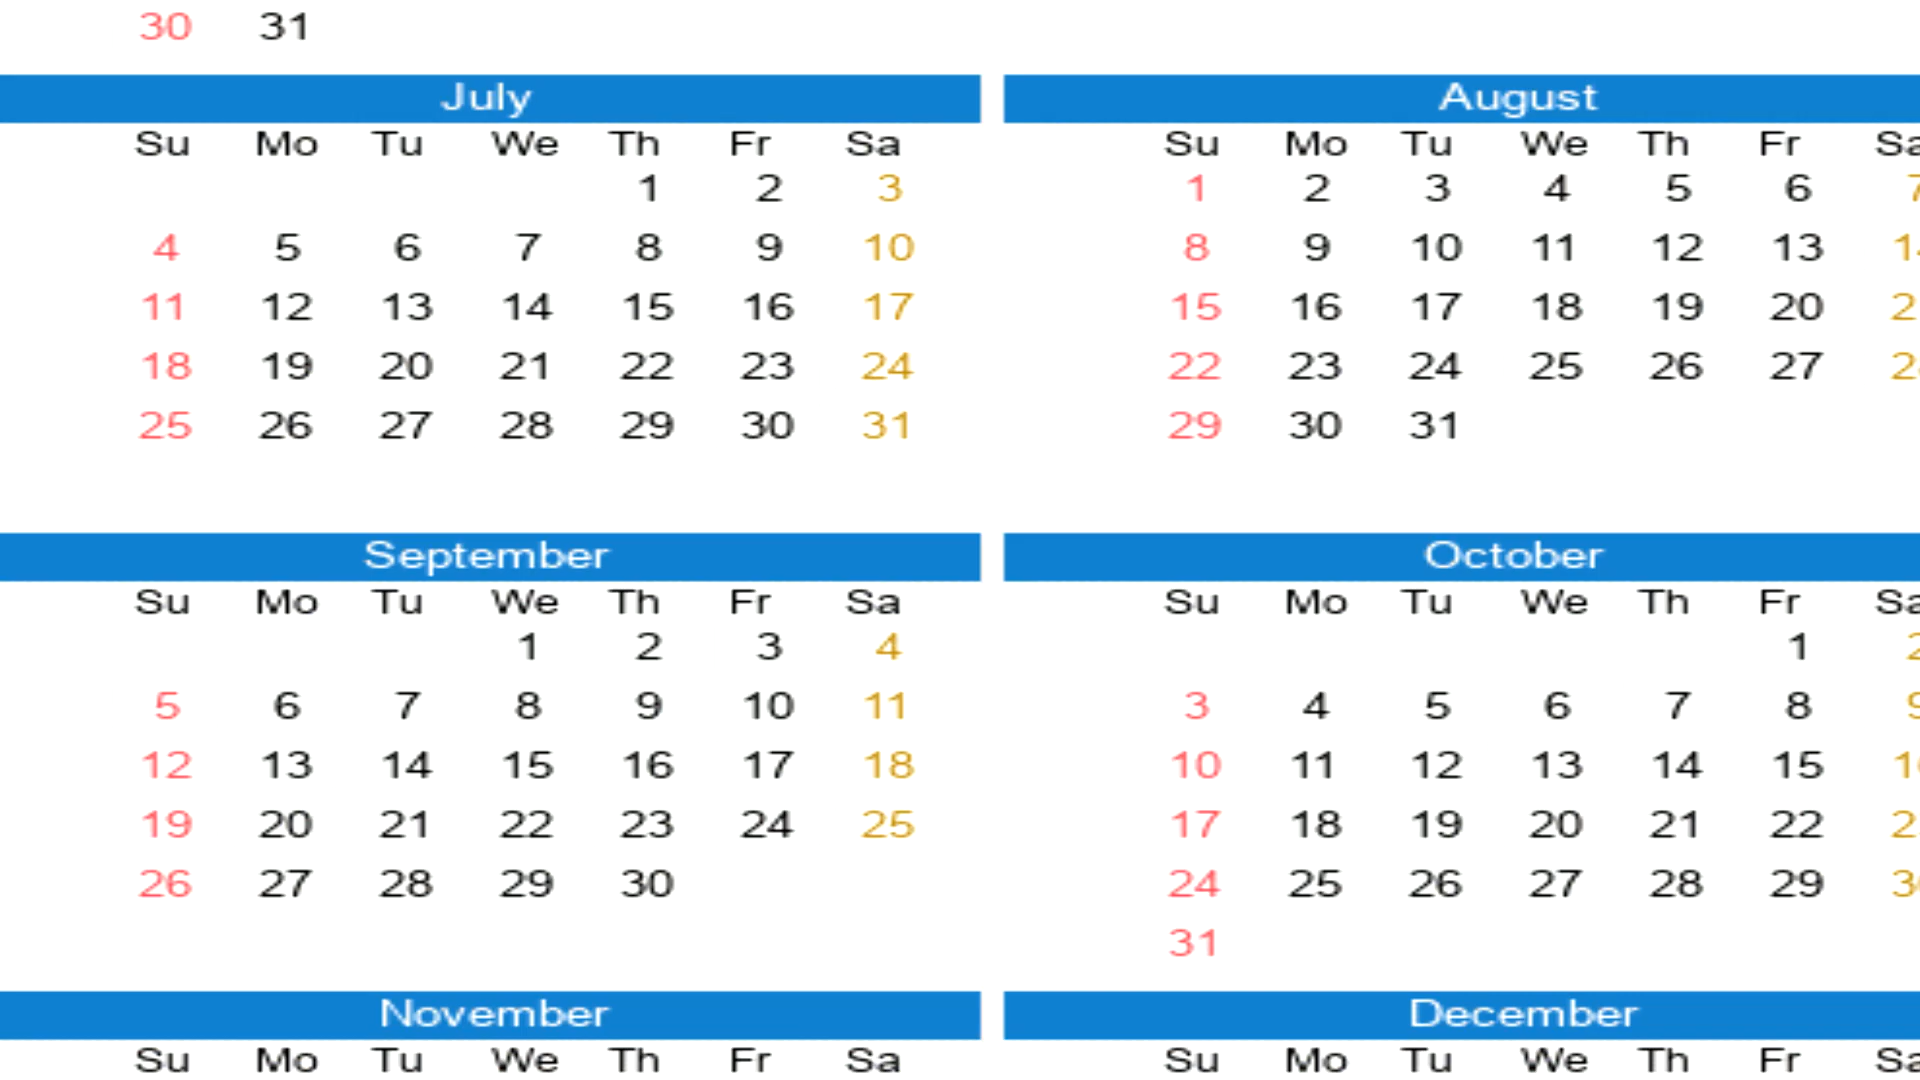 30 31
July
Su Mo Tu We Th Fr Sa
1 2 3
4 5 6 7 8 9 10
11 12 13 14 15 16 17
18 19 20 21 22 23 24
25 26 27 28 29 30 31
August
Su Mo Tu We Th Fr
1 2 3 4 5 6 7
8 9 10 11 12 13
15 16 17 18 19 20
22 23 24 25 26 27
29 30 31
September
Su Mo Tu We Th Fr Sa
1 2 3 4
5 6 7 8 9 10 11
12 13 14 15 16 17 18
19 20 21 22 23 24 25
26 27 28 29 30
October
Su Mo Tu We Th Fr
1 2
3 4 5 6 7 8 9
10 11 12 13 14 15
17 18 19 20 21 22
24 25 26 27 28 29
31
November
Su Mo Tu We Th Fr Sa
December
Su Mo Tu We Th Fr